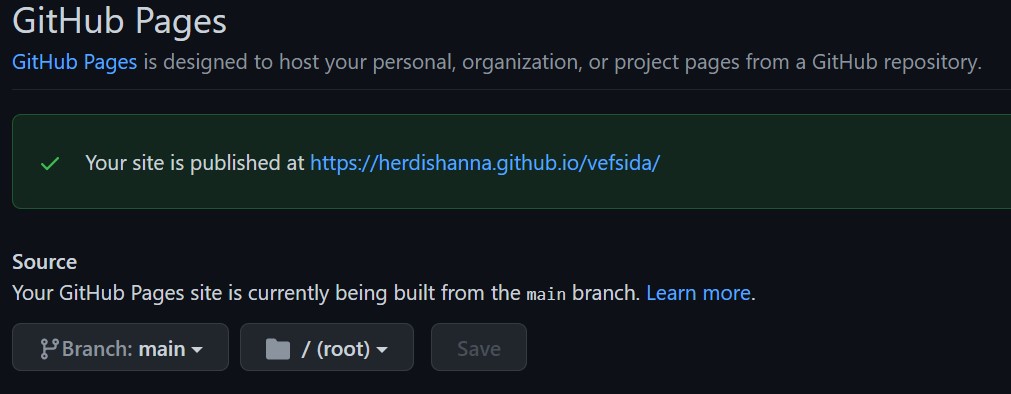 GitHub Pages
GitHub Pages is designed to host your personal, organization, or project pages from a GitHub repository.
Your site is published at https://herdishanna.github.io/vefsida/
Source
Your GitHub Pages site is currently being built from the main branch. Learn more.
Branch: main / (root) Save